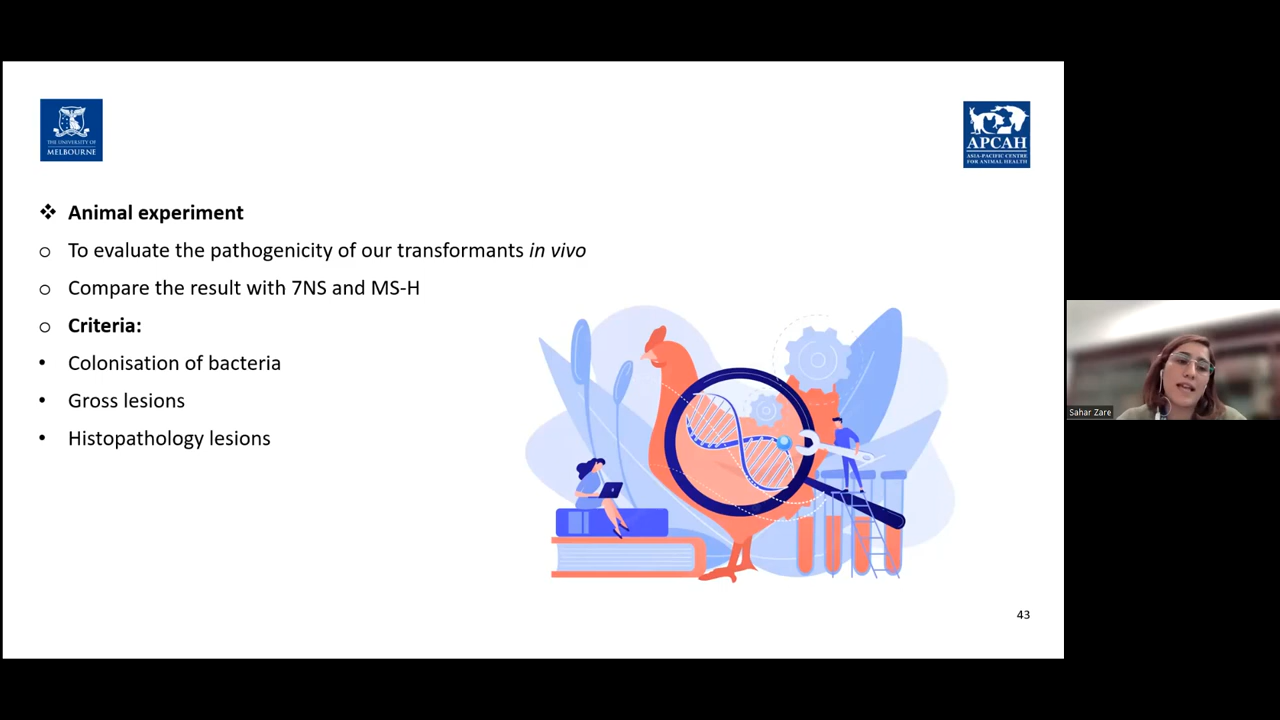 THE UNIVERSITY OF
MELBOURNE
APCAH
ASIA-PACIFIC CENTRE
FOR ANIMAL HEALTH
❖ Animal experiment
o To evaluate the pathogenicity of our transformants in vivo
o Compare the result with 7NS and MS-H
o Criteria:
• Colonisation of bacteria
• Gross lesions
• Histopathology lesions
Sahar Zare
43